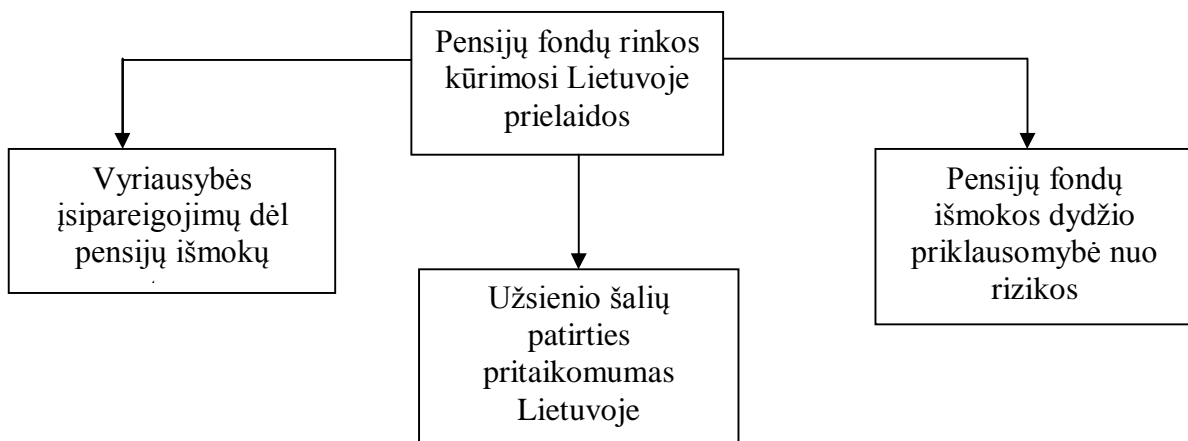 Pensijų fondų rinkos
kūrimosi Lietuvoje
prielaidos
Vyriausybės
įsipareigojimų dėl
pensijų išmokų
Pensijų fondų
išmokos dydžio
priklausomybė nuo
rizikos
Užsienio šalių
patirties
pritaikomumas
Lietuvoje